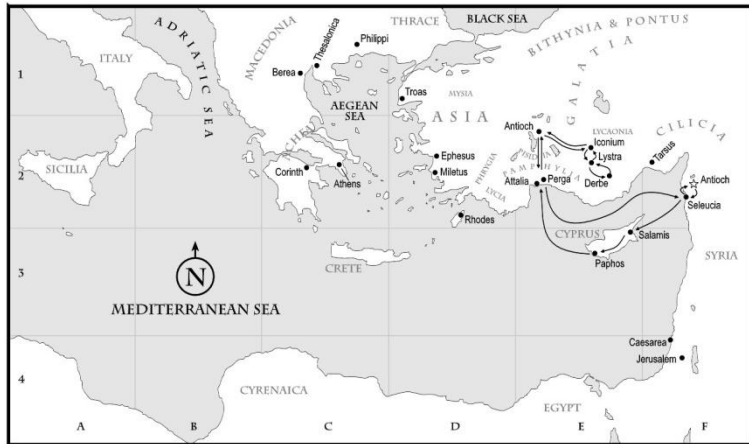 BLACK SEA
THRACE
BITHYNIA & PONTUS
MACEDONIA
Philippi
Thessalonica
ADRIATIC SEA
ITALY
1
Berea
GALATIA
Troas
MYSIA
AEGEAN
SEA
ASIA
Antioch
LYCAONIA
CILICIA
Iconium
Lystra
Tarsus
PISIDIA
PAMPHYLIA
PHRYGIA
LYCIA
Ephesus
Miletus
SICILIA
2
Corinth
Athens
Attalia
Perga
Derbe
Antioch
Seleucia
Rhodes
CYPRUS
Salamis
SYRIA
Paphos
CRETE
N
3
MEDITERRANEAN SEA
Caesarea
Jerusalem
4
CYRENAICA
EGYPT
A
B
C
D
E
F